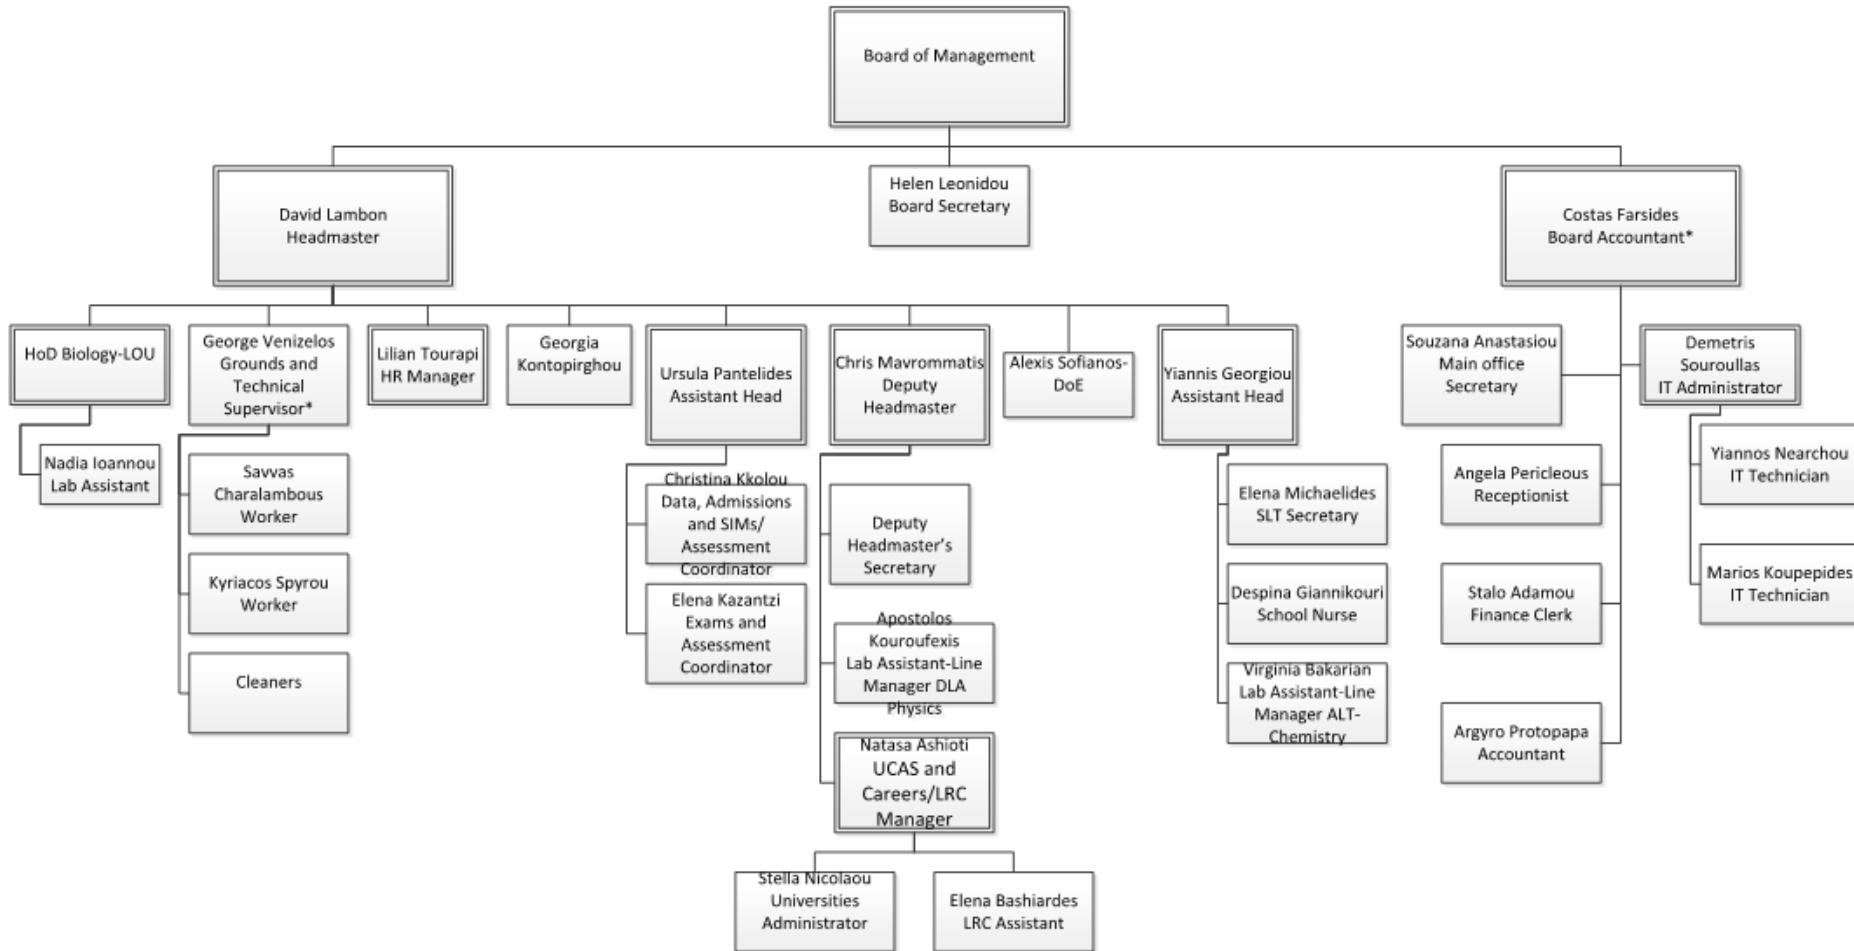 Board of Management
David Lambon
Headmaster
Helen Leonidou
Board Secretary
Costas Farsides
Board Accountant*
HoD Biology-LOU
George Venizelos
Grounds and
Technical
Supervisor*
Lilian Tourapi
HR Manager
Georgia
Kontopirghou
Ursula Pantelides
Assistant Head
Chris Mavrommatis
Deputy
Headmaster
Alexis Sofianos-
DoE
Yiannis Georgiou
Assistant Head
Souzana Anastasiou
Main office
Secretary
Demetris
Souroullas
IT Administrator
Nadia Ioannou
Lab Assistant
Savvas
Charalambous
Worker
Kyriacos Spyrou
Worker
Cleaners
Christina Kkolou
Data, Admissions
and SIMs/
Assessment
Coordinator
Elena Kazantzi
Exams and
Assessment
Coordinator
Deputy
Headmaster's
Secretary
Apostolos
Kouroufexis
Lab Assistant-Line
Manager DLA
Physics
Natasa Ashioti
UCAS and
Careers/LRC
Manager
Stella Nicolaou
Universities
Administrator
Elena Bashiardes
LRC Assistant
Elena Michaelides
SLT Secretary
Despina Giannikouri
School Nurse
Virginia Bakarian
Lab Assistant-Line
Manager ALT-
Chemistry
Angela Pericleous
Receptionist
Stalo Adamou
Finance Clerk
Argyro Protopapa
Accountant
Yiannos Nearchou
IT Technician
Marios Koupepides
IT Technician